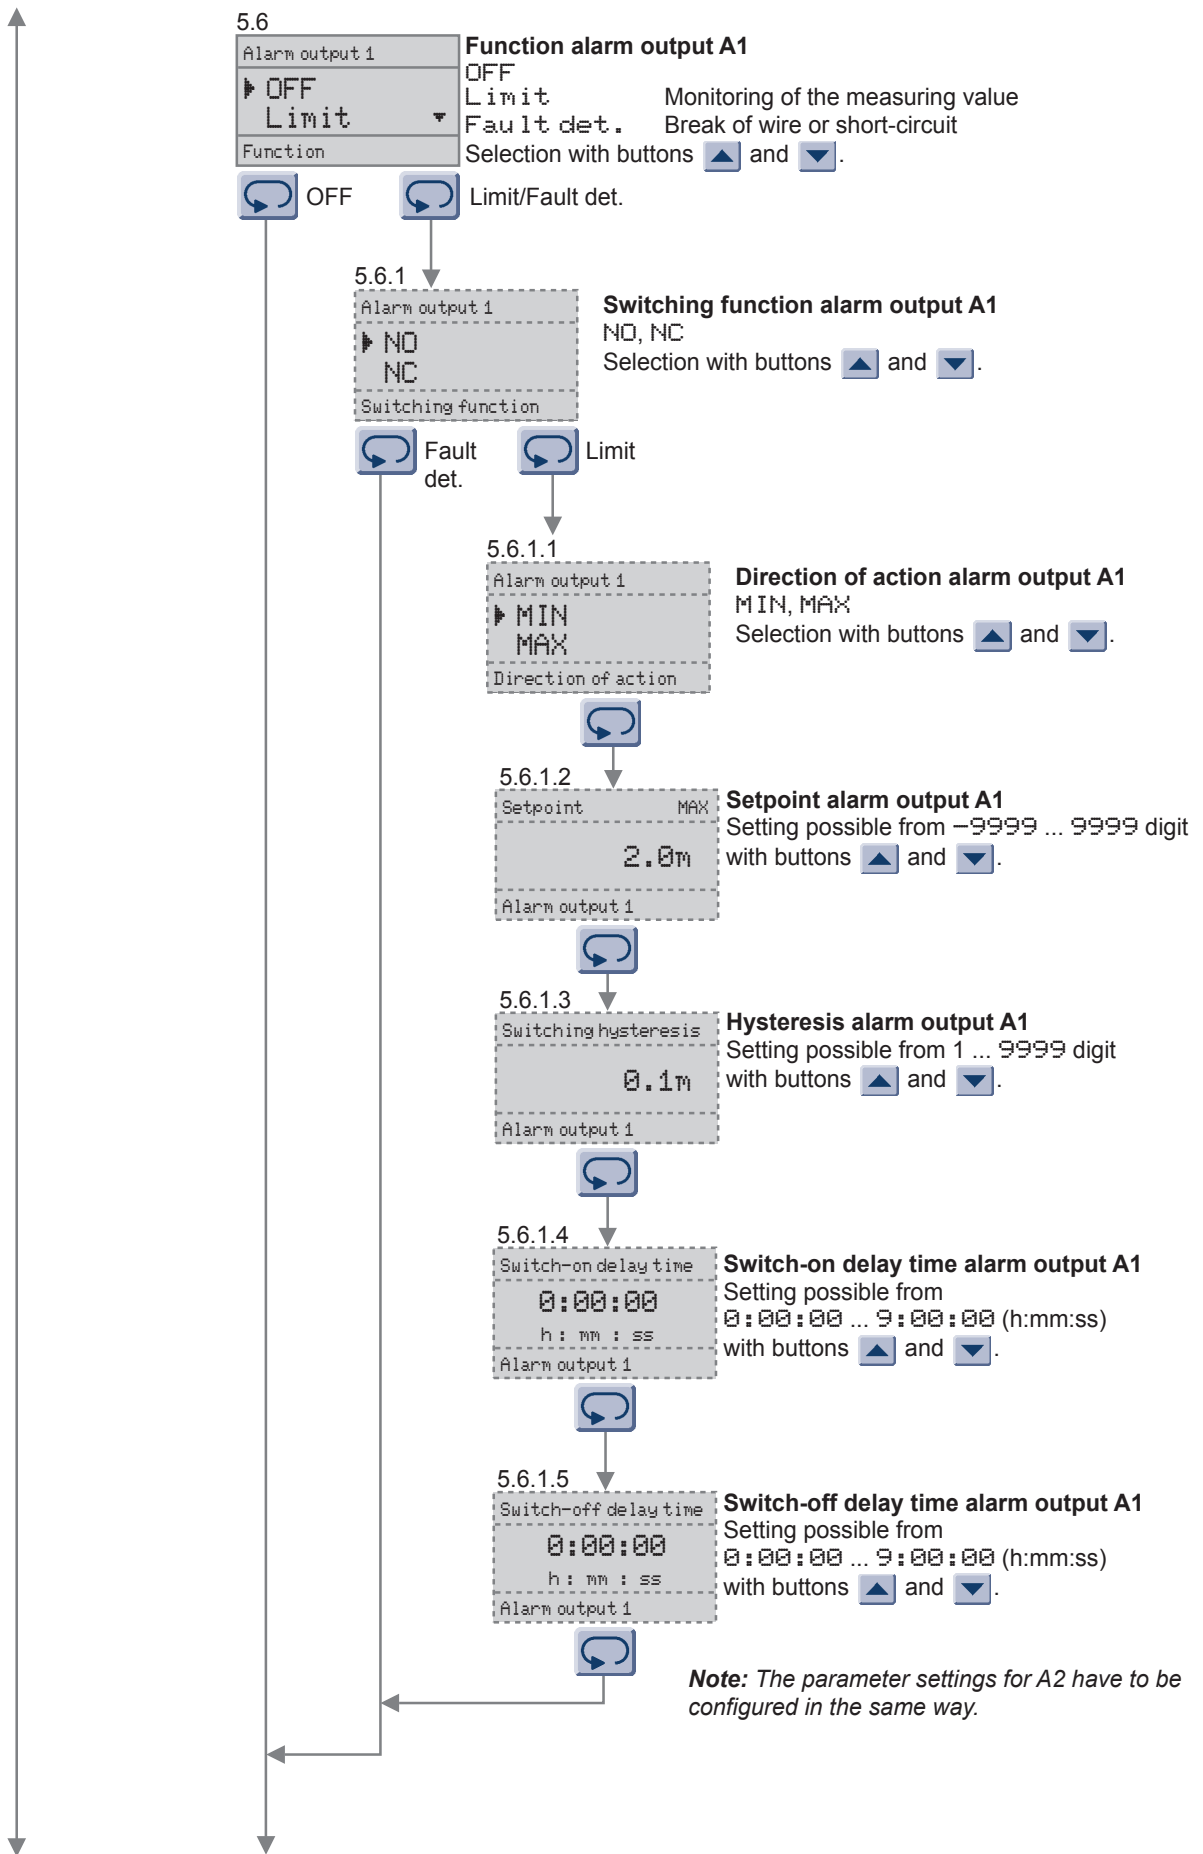 5.6
Alarm output 1
OFF
Limit
Function
Function alarm output A1
OFF
Limit Monitoring of the measuring value
Fault det. Break of wire or short-circuit
Selection with buttons and .
OFF
Limit/Fault det.
5.6.1
Alarm output 1
NO
NC
Switching function
Switching function alarm output A1
NO, NC
Selection with buttons and .
Fault
det.
Limit
5.6.1.1
Alarm output 1
MIN
MAX
Direction of action
Direction of action alarm output A1
MIN, MAX
Selection with buttons and .
5.6.1.2
Setpoint MAX
2.0m
Alarm output 1
Setpoint alarm output A1
Setting possible from -9999 ... 9999 digit
with buttons and .
5.6.1.3
Switching hysteresis
0.1m
Alarm output 1
Hysteresis alarm output A1
Setting possible from 1 ... 9999 digit
with buttons and .
5.6.1.4
Switch-on delay time
0:00:00
h : mm : ss
Alarm output 1
Switch-on delay time alarm output A1
Setting possible from
0:00:00 ... 9:00:00 (h:mm:ss)
with buttons and .
5.6.1.5
Switch-off delay time
0:00:00
h : mm : ss
Alarm output 1
Switch-off delay time alarm output A1
Setting possible from
0:00:00 ... 9:00:00 (h:mm:ss)
with buttons and .
Note: The parameter settings for A2 have to be
configured in the same way.